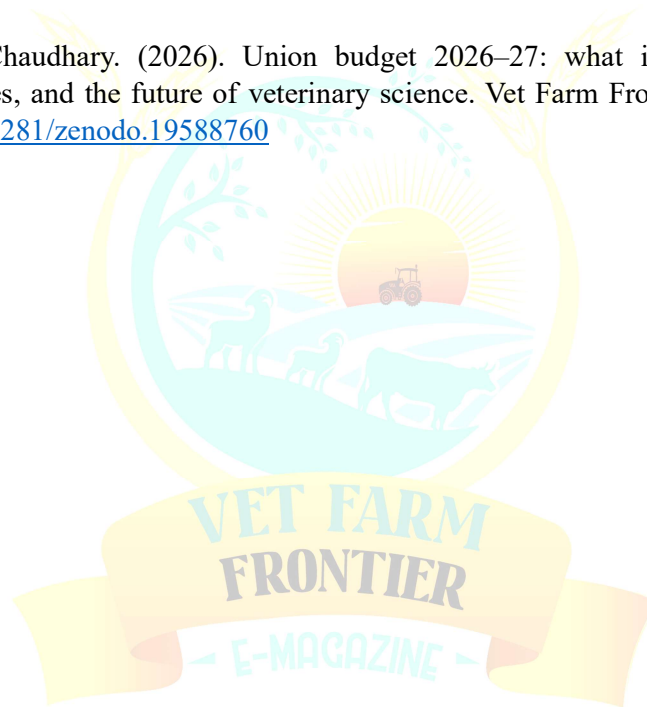 Chaudhary. (2026). Union budget 2026–27: what i
es, and the future of veterinary science. Vet Farm Fro
281/zenodo.19588760
VET FARM
FRONTIER
E-MAGAZINE